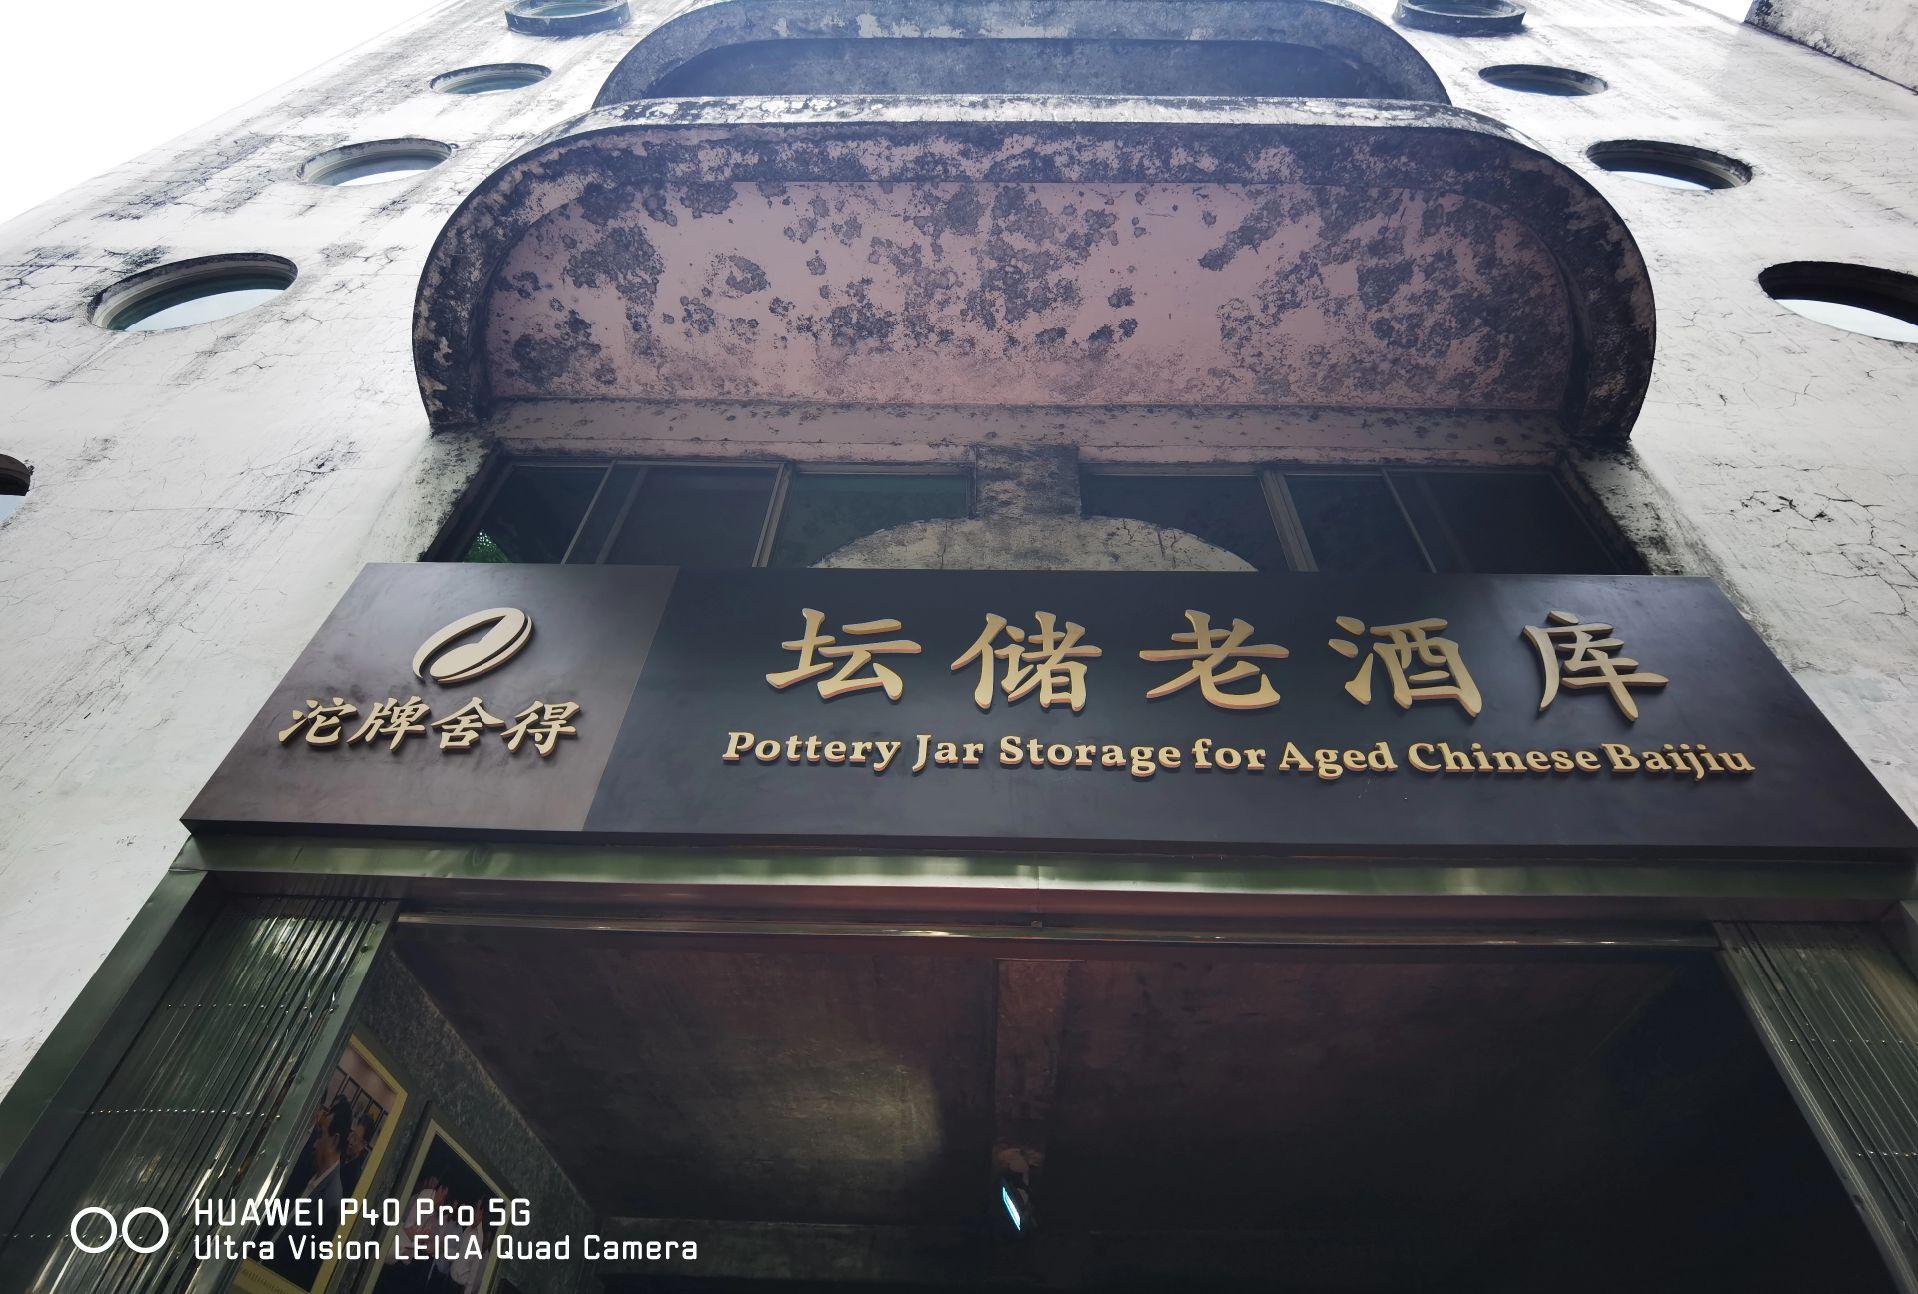 沱牌舍得
坛储老酒库
Pottery Jar Storage for Aged Chinese Baijiu
HUAWEI P40 Pro 5G
Ultra Vision LEICA Quad Camera